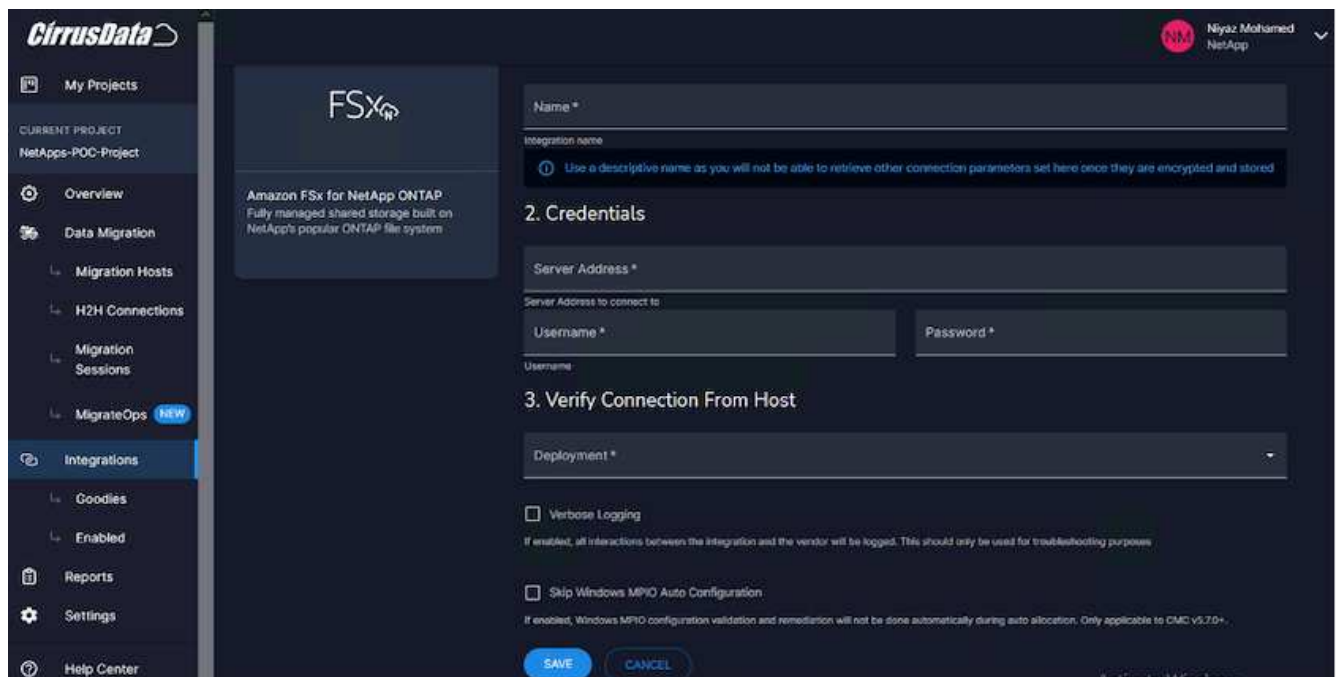 CirrusData
NM
Niyaz Mohamed
NetApp
My Projects
CURRENT PROJECT
NetApps-POC-Project
Overview
Data Migration
Migration Hosts
H2H Connections
Migration
Sessions
MigrateOps NEW
Integrations
Goodies
Enabled
Reports
Settings
Help Center
FSx
N
Amazon FSx for NetApp ONTAP
Fully managed shared storage built on
NetApp's popular ONTAP file system
Name *
Integration name
Use a descriptive name as you will not be able to retrieve other connection parameters set here once they are encrypted and stored
2. Credentials
Server Address *
Server Address to connect to
Username *
Password *
Username
3. Verify Connection From Host
Deployment *
Verbose Logging
If enabled, all interactions between the integration and the vendor will be logged. This should only be used for troubleshooting purposes
Skip Windows MPIO Auto Configuration
If enabled, Windows MPIO configuration validation and remediation will not be done automatically during auto allocation. Only applicable to CMC v5.7.0+.
SAVE
CANCEL